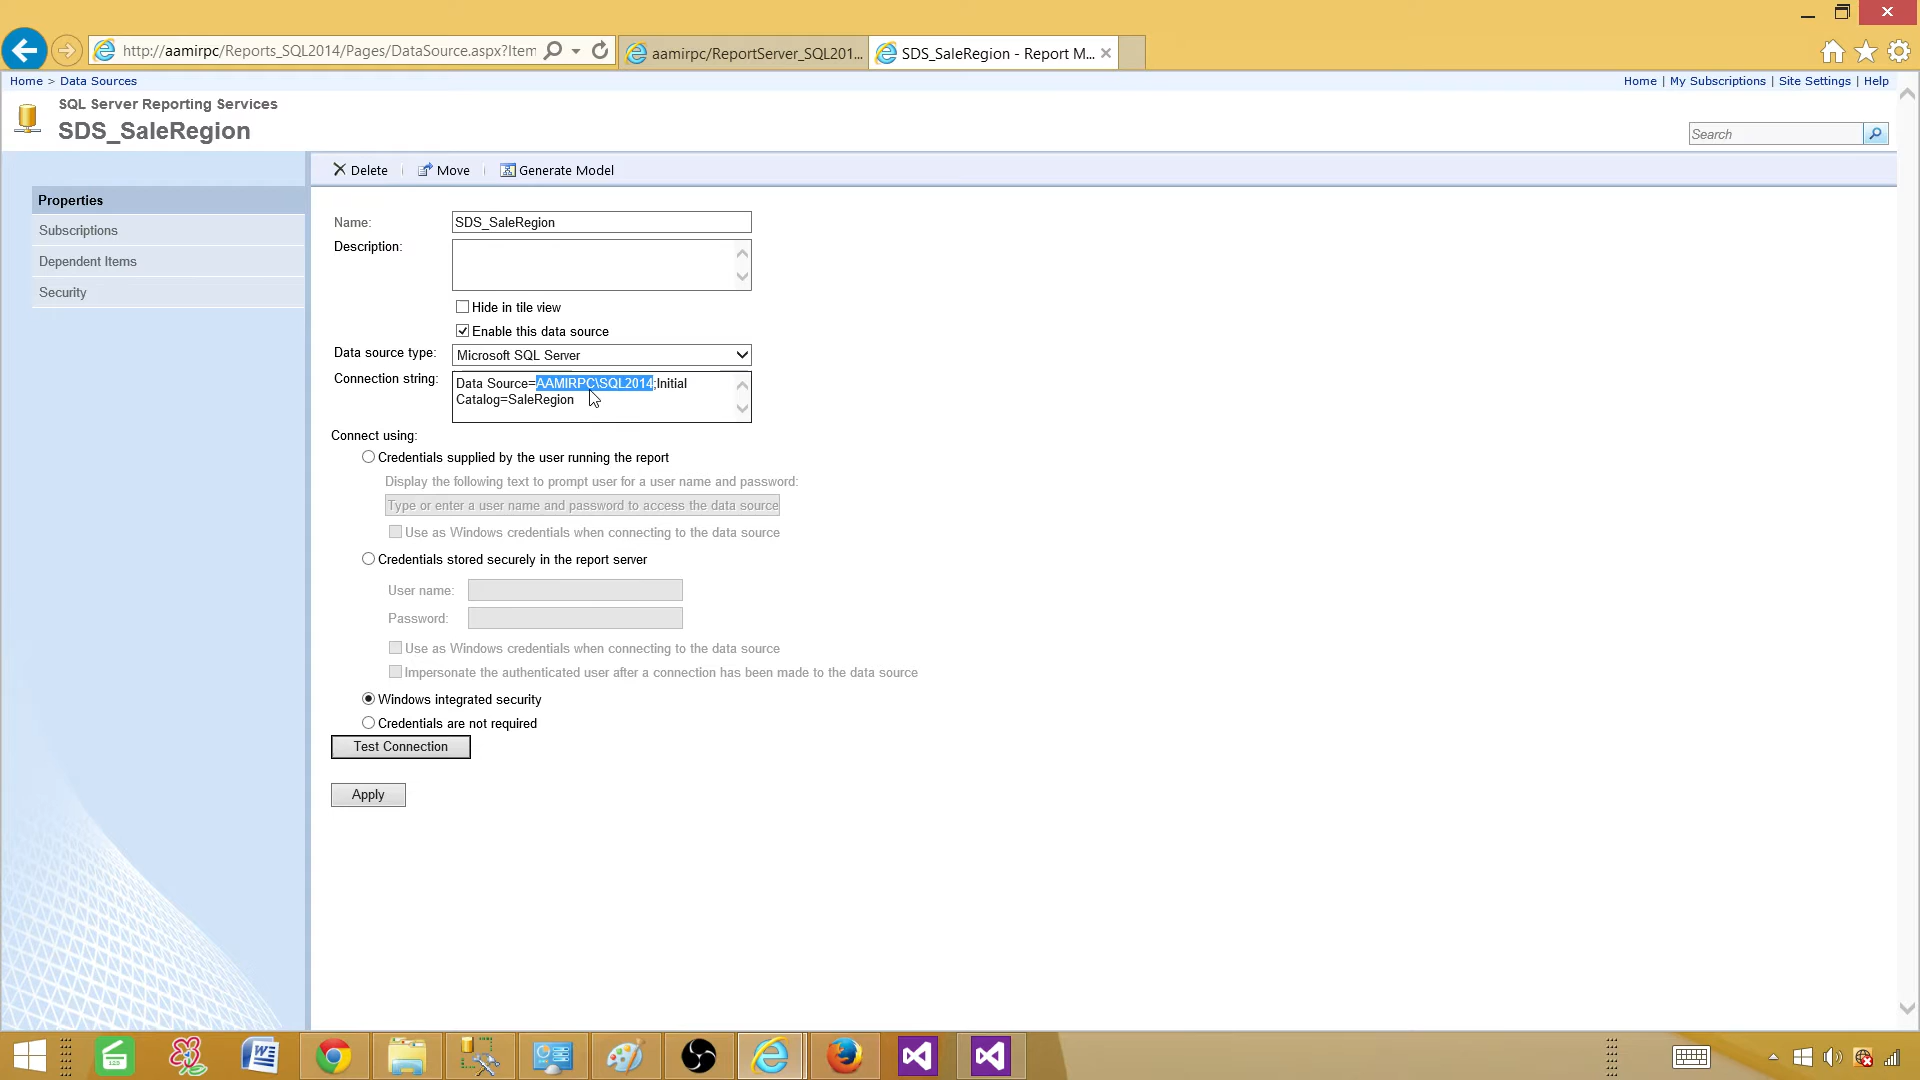 http://aamirpc/Reports_SQL2014/Pages/DataSource.aspx?Item
aamirpc/ReportServer_SQL201...
SDS_SaleRegion - Report M...
Home > Data Sources
Home | My Subscriptions | Site Settings | Help
SQL Server Reporting Services
SDS_SaleRegion
Search
Delete
Move
Generate Model
Properties
Subscriptions
Dependent Items
Security
Name:
SDS_SaleRegion
Description:
Hide in tile view
Enable this data source
Data source type:
Microsoft SQL Server
Connection string:
Data Source=AAMIRPC\SQL2014;Initial
Catalog=SaleRegion
Connect using:
Credentials supplied by the user running the report
Display the following text to prompt user for a user name and password:
Type or enter a user name and password to access the data source
Use as Windows credentials when connecting to the data source
Credentials stored securely in the report server
User name:
Password:
Use as Windows credentials when connecting to the data source
Impersonate the authenticated user after a connection has been made to the data source
Windows integrated security
Credentials are not required
Test Connection
Apply